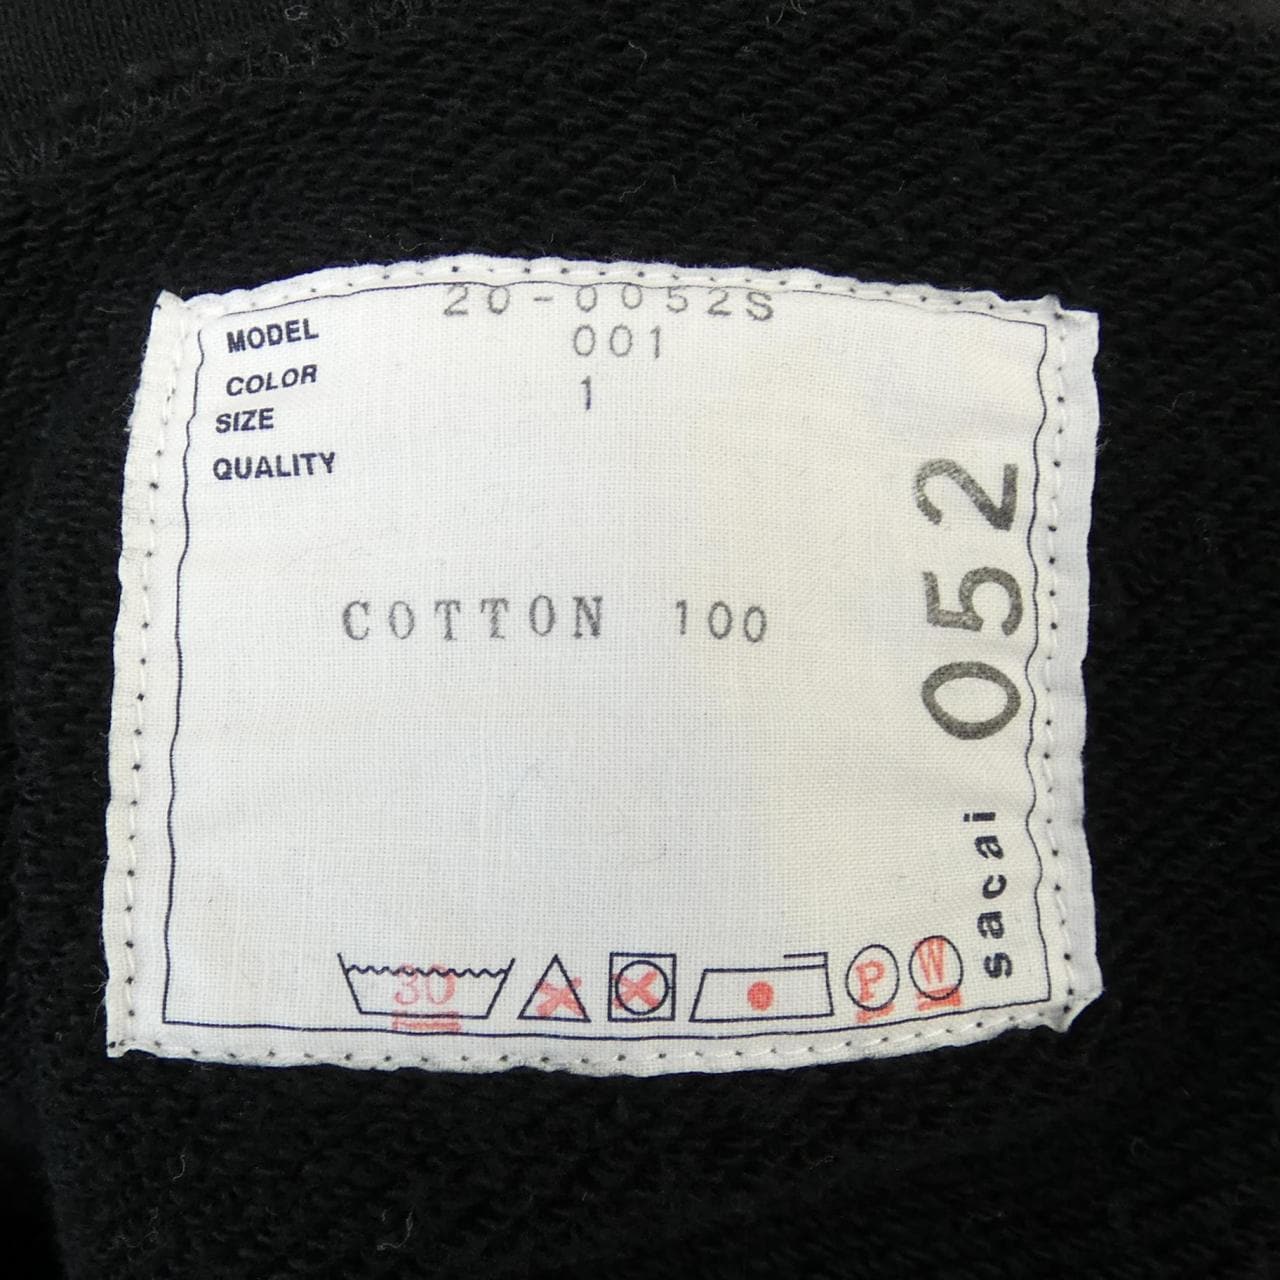 20-0052S
MODEL 001
COLOR 1
SIZE
QUALITY
COTTON 100
30
P
W
sacai 052